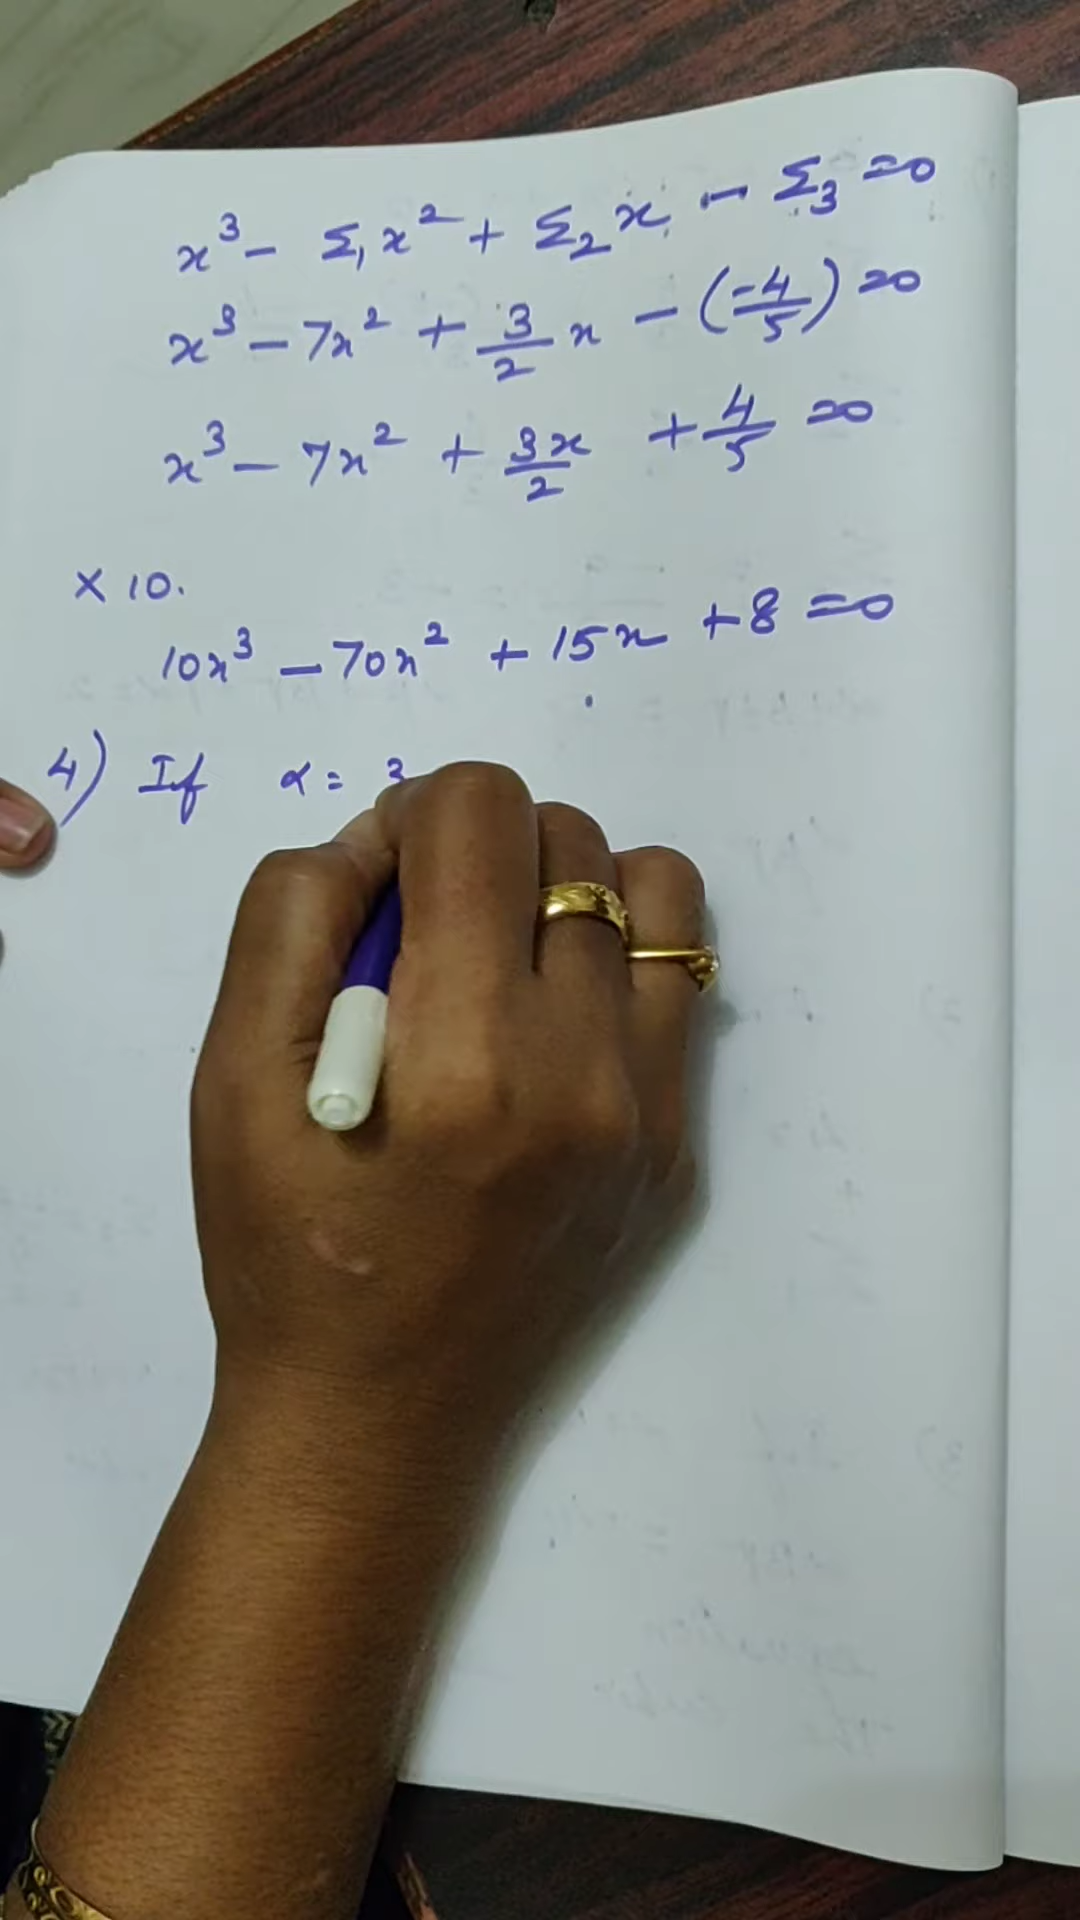 x³ - Σ₁x² + Σ₂x - Σ₃ = 0
x³ - 7x² + 3/2 x - (-4/5) = 0
x³ - 7x² + 3x/2 + 4/5 = 0
× 10.
10x³ - 70x² + 15x + 8 = 0
4) If α = 3